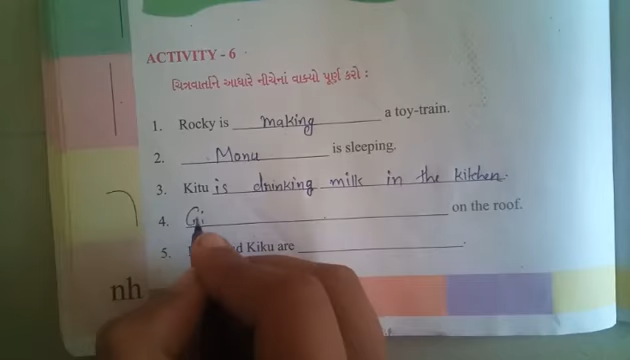 ACTIVITY - 6
ચિત્રવાર્તાને આધારે નીચેનાં વાક્યો પૂર્ણ કરો :
1. Rocky is making a toy-train.
2. Monu is sleeping.
3. Kitu is drinking milk in the kitchen.
4. Gi on the roof.
5. Kiku are .
nh